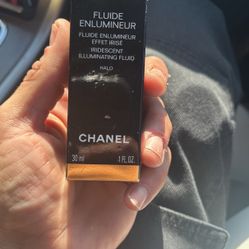 FLUIDE
ENLUMINEUR
FLUIDE ENLUMINEUR
EFFET IRISÉ
IRIDESCENT
ILLUMINATING FLUID
HALO
CHANEL
30 ml 1 FL. OZ.